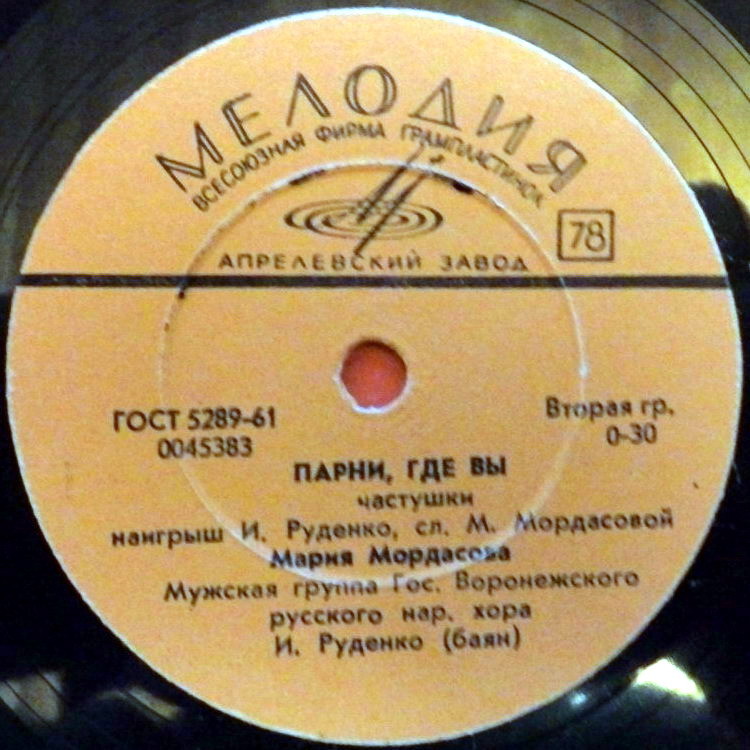 МЕЛОДИЯ
ВСЕСОЮЗНАЯ ФИРМА ГРАМПЛАСТИНОК
78
АПРЕЛЕВСКИЙ ЗАВОД
ГОСТ 5289-61
0045383
Вторая гр.
0-30
ПАРНИ, ГДЕ ВЫ
частушки
наигрыш И. Руденко, сл. М. Мордасовой
Мария Мордасова
Мужская группа Гос. Воронежского
русского нар. хора
И. Руденко (баян)